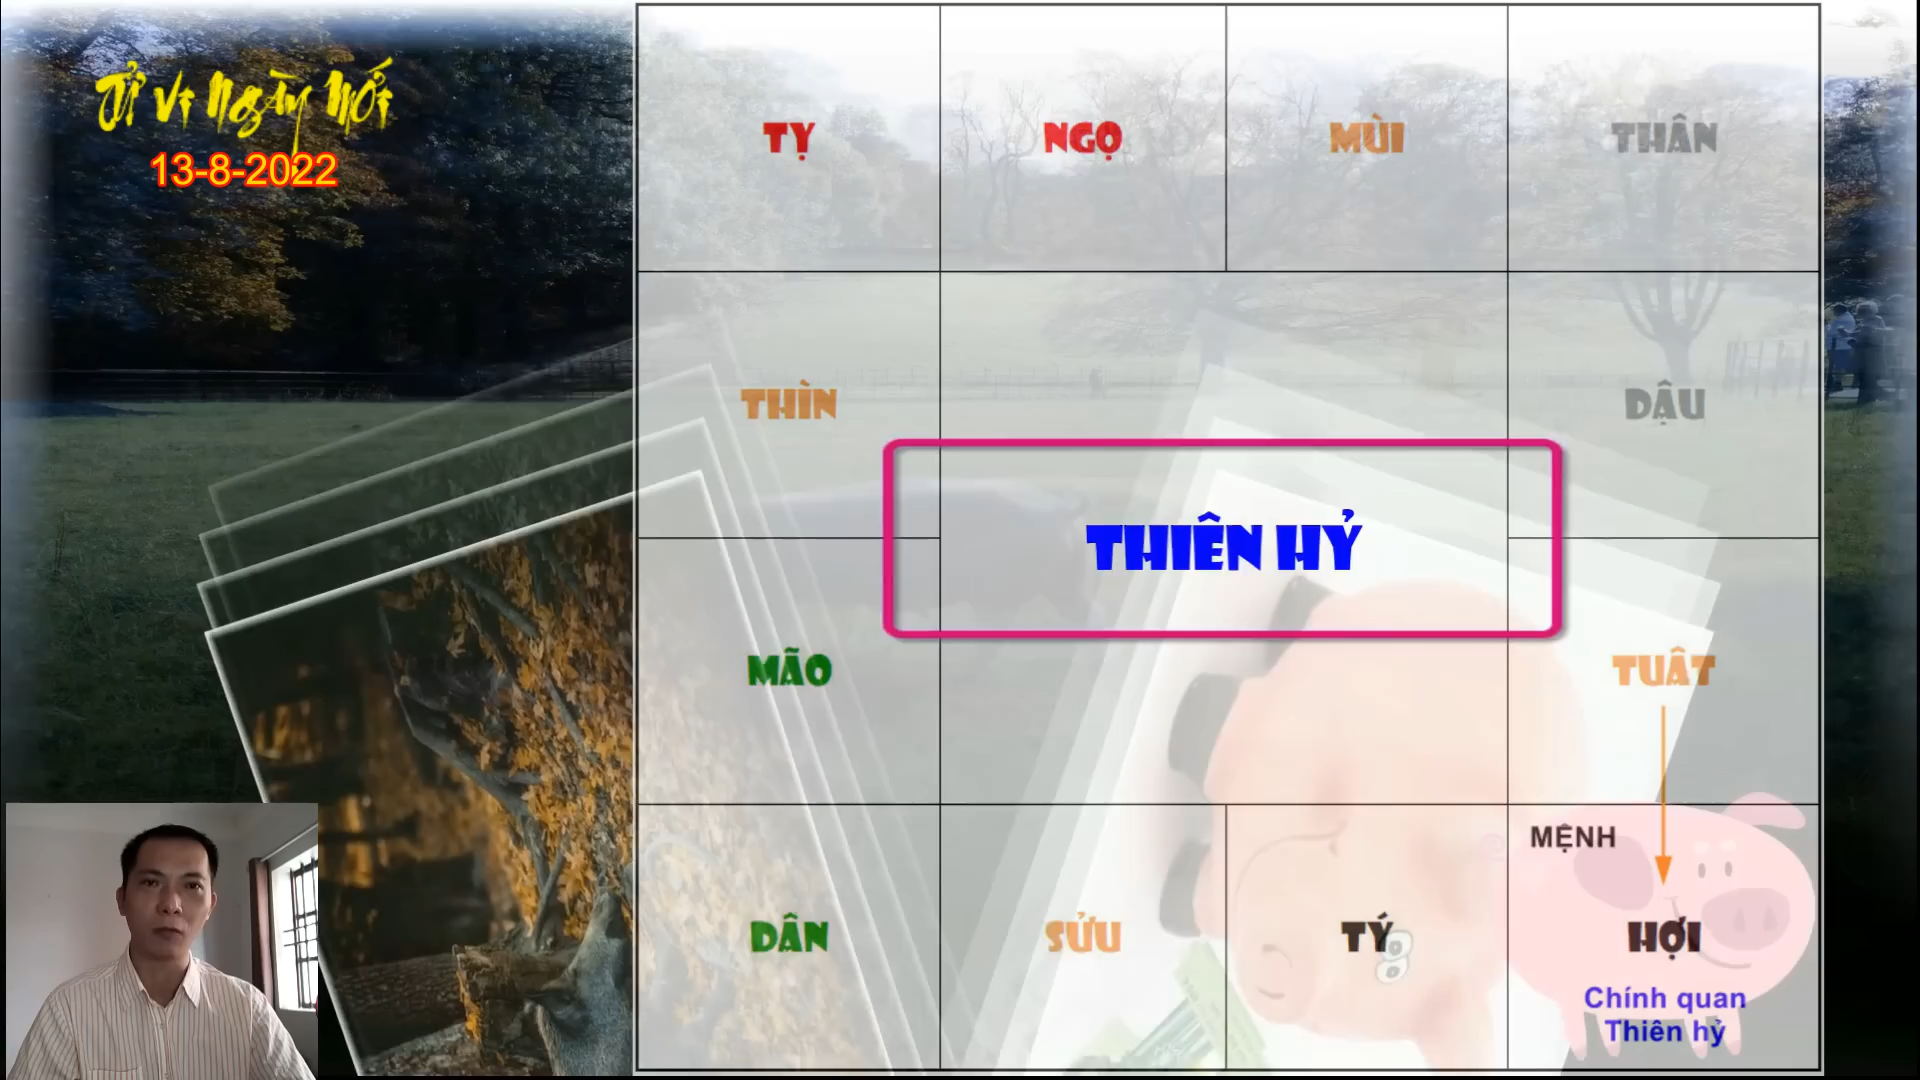 Tử Vi Ngày Mới
13-8-2022
TỴ
NGỌ
MÙI
THÂN
THÌN
DẬU
THIÊN HỶ
MÃO
TUẤT
MỆNH
DẦN
SỬU
TÝ
HỢI
Chính quan
Thiên hỷ